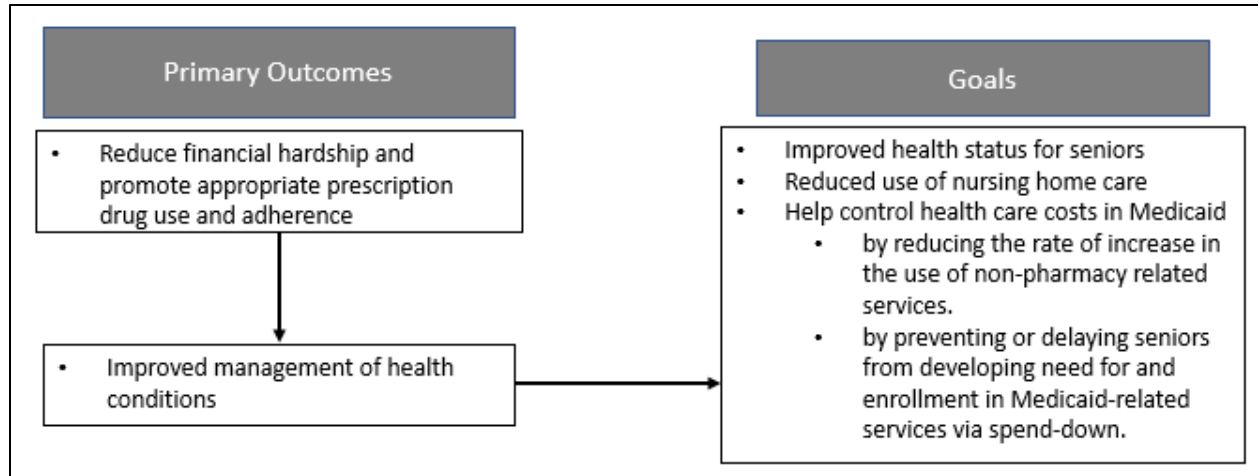 Primary Outcomes
• Reduce financial hardship and
promote appropriate prescription
drug use and adherence
• Improved management of health
conditions
Goals
• Improved health status for seniors
• Reduced use of nursing home care
• Help control health care costs in Medicaid
• by reducing the rate of increase in
the use of non-pharmacy related
services.
• by preventing or delaying seniors
from developing need for and
enrollment in Medicaid-related
services via spend-down.